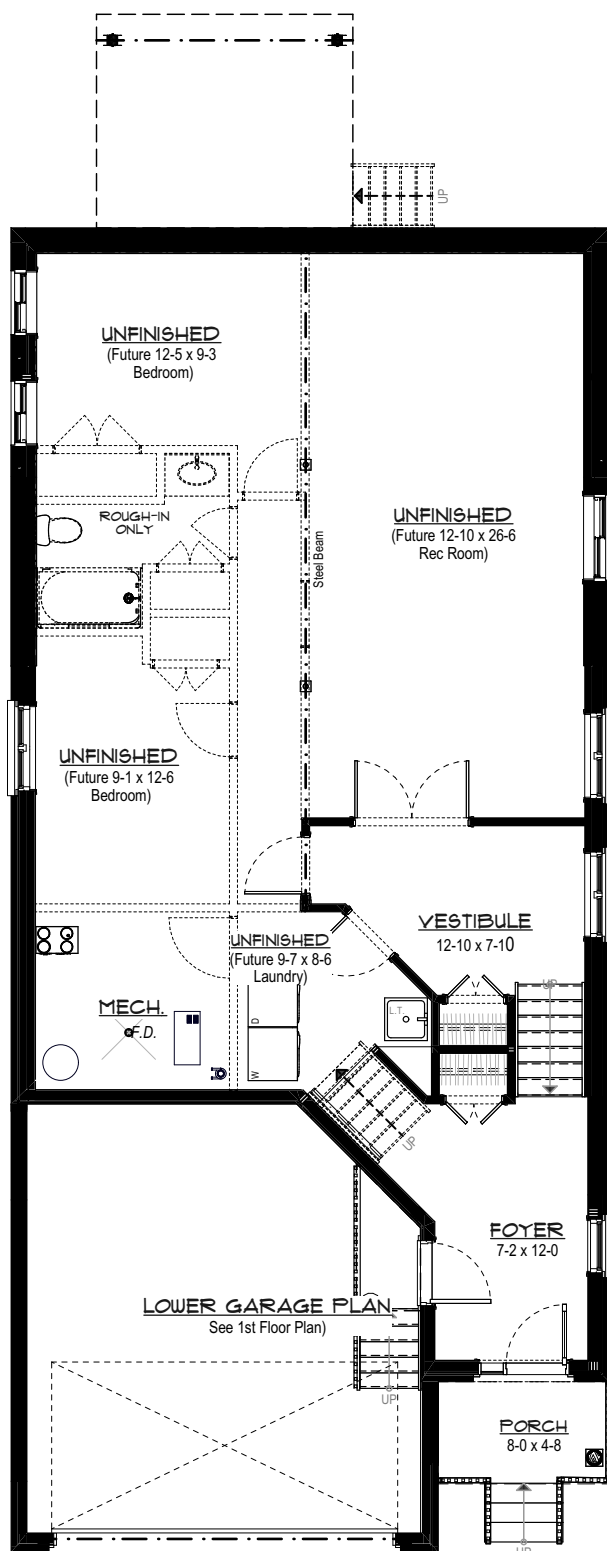 UP
UNFINISHED
(Future 12-5 x 9-3
Bedroom)
ROUGH-IN
ONLY
UNFINISHED
(Future 12-10 x 26-6
Rec Room)
Steel Beam
UNFINISHED
(Future 9-1 x 12-6
Bedroom)
VESTIBULE
12-10 x 7-10
UNFINISHED
(Future 9-7 x 8-6
Laundry)
UP
MECH.
F.D.
D
W
L.T.
UP
FOYER
7-2 x 12-0
LOWER GARAGE PLAN
See 1st Floor Plan)
UP
PORCH
8-0 x 4-8
UP